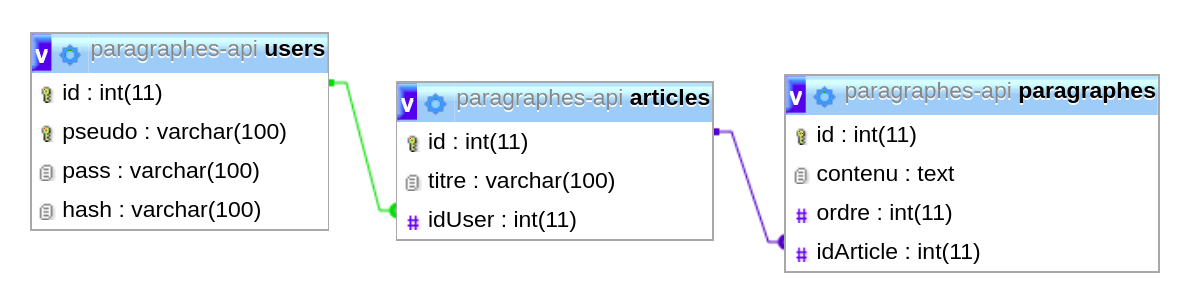 v paragraphes-api users
id : int(11)
pseudo : varchar(100)
pass : varchar(100)
hash : varchar(100)
v paragraphes-api articles
id : int(11)
titre : varchar(100)
# idUser : int(11)
v paragraphes-api paragraphes
id : int(11)
contenu : text
# ordre : int(11)
# idArticle : int(11)